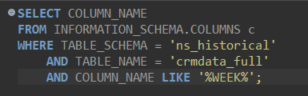 SELECT COLUMN_NAME
FROM INFORMATION_SCHEMA.COLUMNS c
WHERE TABLE_SCHEMA = 'ns_historical'
AND TABLE_NAME = 'crmdata_full'
AND COLUMN_NAME LIKE '%WEEK%';